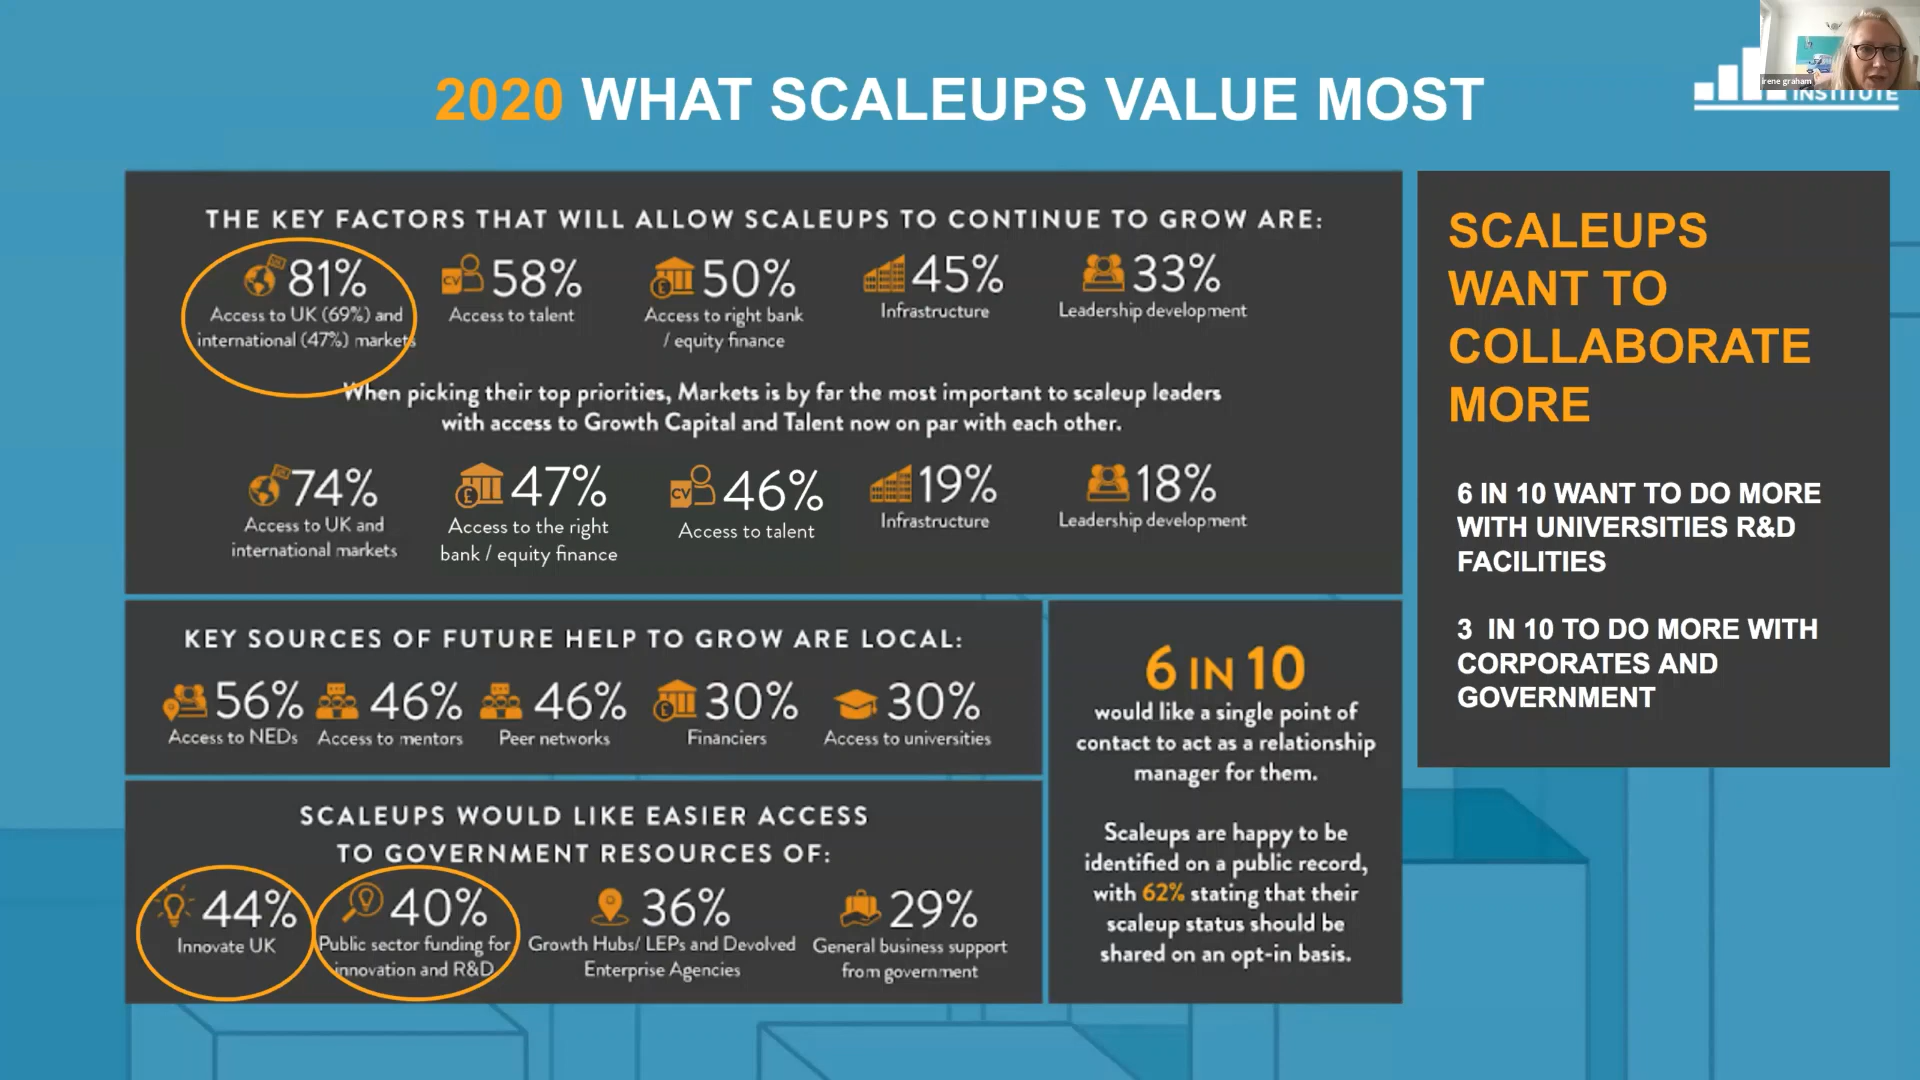 2020 WHAT SCALEUPS VALUE MOST
irene graham
INSTITUTE
THE KEY FACTORS THAT WILL ALLOW SCALEUPS TO CONTINUE TO GROW ARE:
81%
Access to UK (69%) and
international (47%) markets
58%
Access to talent
50%
Access to right bank
/ equity finance
45%
Infrastructure
33%
Leadership development
When picking their top priorities, Markets is by far the most important to scaleup leaders
with access to Growth Capital and Talent now on par with each other.
74%
Access to UK and
international markets
47%
Access to the right
bank / equity finance
CV
46%
Access to talent
19%
Infrastructure
18%
Leadership development
KEY SOURCES OF FUTURE HELP TO GROW ARE LOCAL:
56%
Access to NEDs
46%
Access to mentors
46%
Peer networks
30%
Financiers
30%
Access to universities
SCALEUPS WOULD LIKE EASIER ACCESS
TO GOVERNMENT RESOURCES OF:
44%
Innovate UK
40%
Public sector funding for
innovation and R&D
36%
Growth Hubs/ LEPs and Devolved
Enterprise Agencies
29%
General business support
from government
6 IN 10
would like a single point of
contact to act as a relationship
manager for them.
Scaleups are happy to be
identified on a public record,
with 62% stating that their
scaleup status should be
shared on an opt-in basis.
SCALEUPS
WANT TO
COLLABORATE
MORE
6 IN 10 WANT TO DO MORE
WITH UNIVERSITIES R&D
FACILITIES
3 IN 10 TO DO MORE WITH
CORPORATES AND
GOVERNMENT